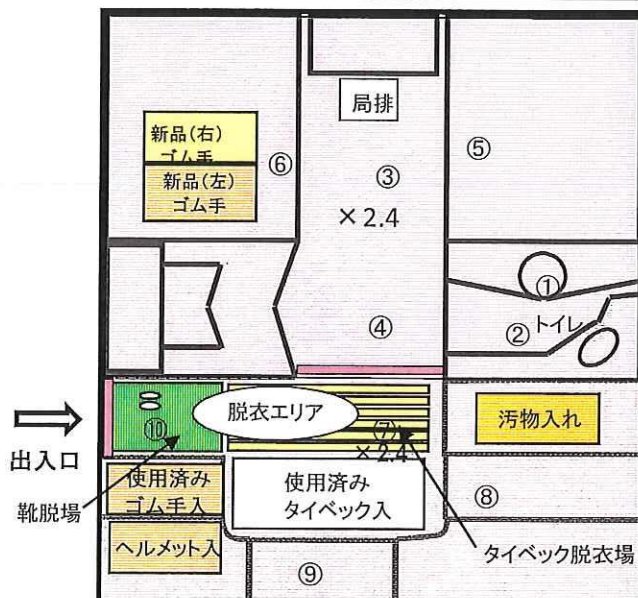 局排
新品(右)
ゴム手
新品(左)
ゴム手
⑥
③
×2.4
⑤
①
④
②
トイレ
出入口
⑩
脱衣エリア
⑦
×2.4
汚物入れ
靴脱場
使用済み
ゴム手入
使用済み
タイベック入
⑧
ヘルメット入
⑨
タイベック脱衣場